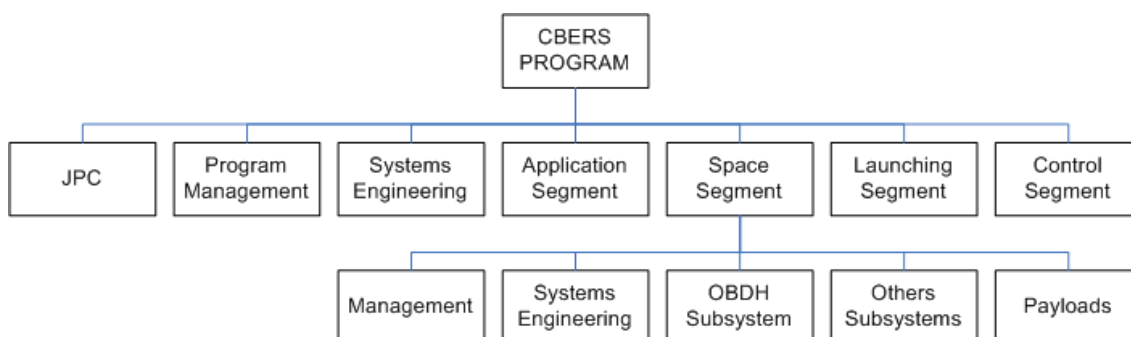 CBERS
PROGRAM
JPC
Program
Management
Systems
Engineering
Application
Segment
Space
Segment
Launching
Segment
Control
Segment
Management
Systems
Engineering
OBDH
Subsystem
Others
Subsystems
Payloads